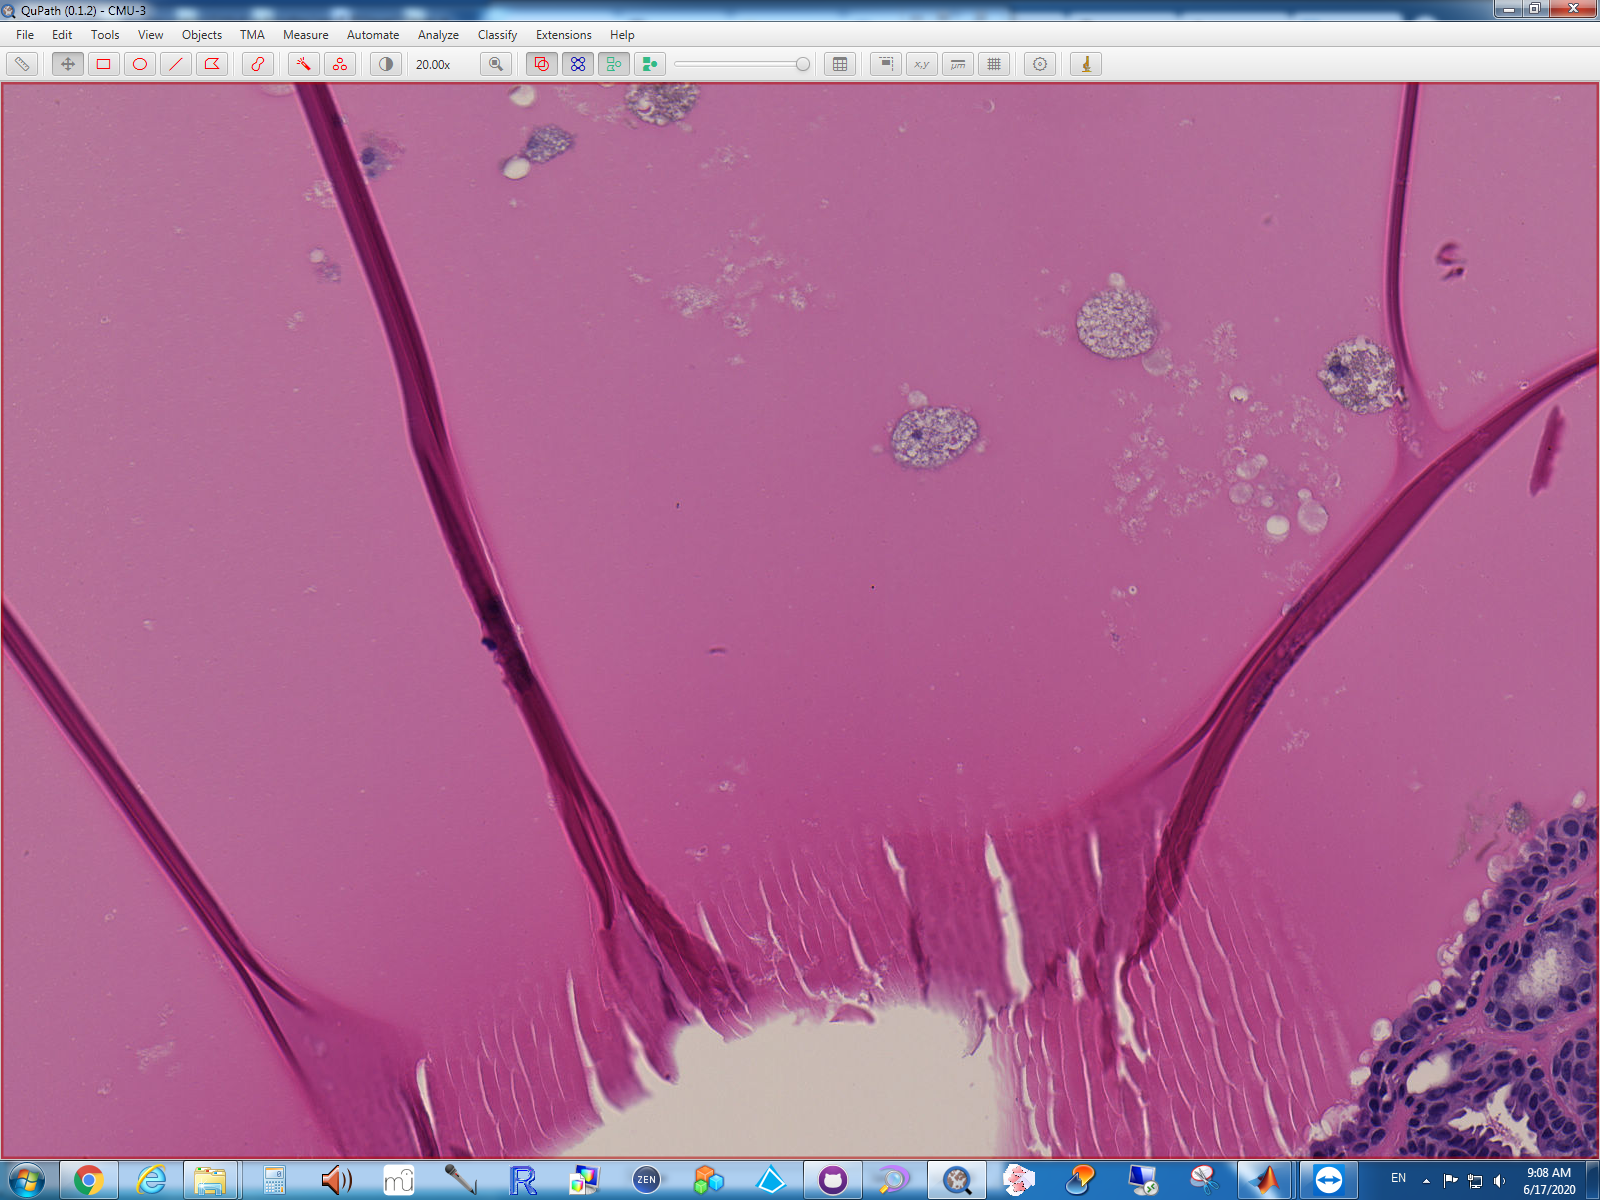 QuPath (0.1.2) - CMU-3
File Edit Tools View Objects TMA Measure Automate Analyze Classify Extensions Help
20.00x x,y µm
ZEN EN 9:08 AM
6/17/2020